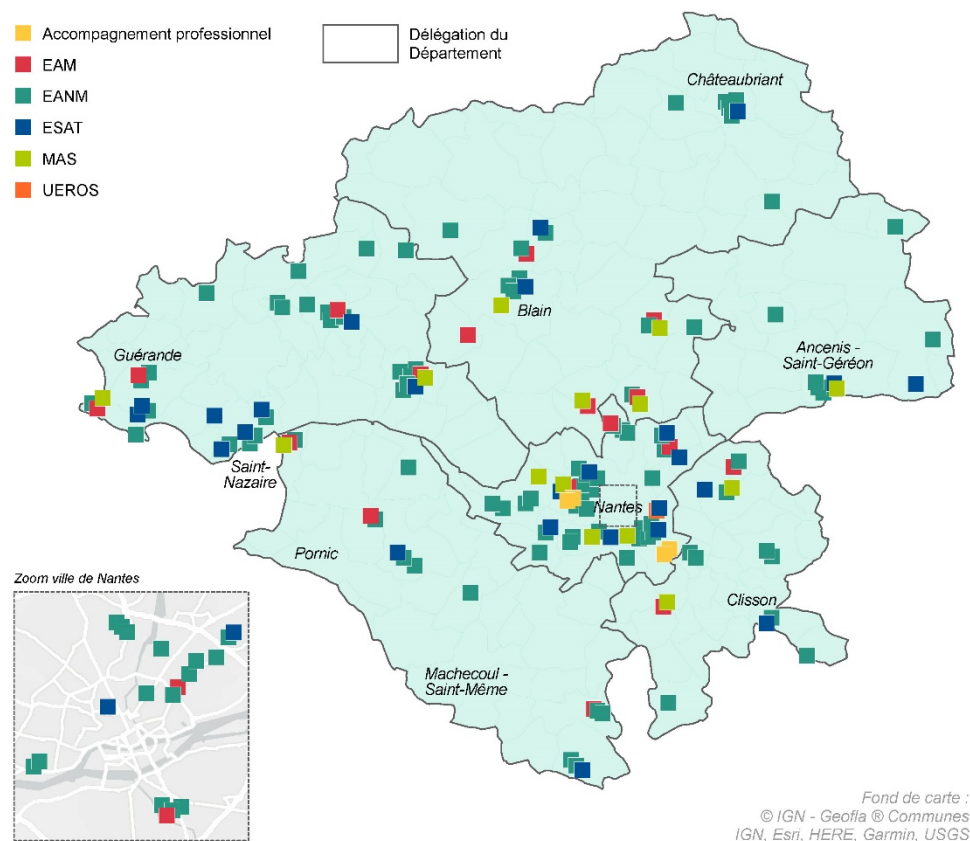 Accompagnement professionnel
EAM
EANM
ESAT
MAS
UEROS
Délégation du
Département
Châteaubriant
Blain
Guérande
Ancenis -
Saint-Géréon
Saint-
Nazaire
Nantes
Pornic
Clisson
Machecoul -
Saint-Même
Zoom ville de Nantes
Fond de carte :
© IGN - Geofla ® Communes
IGN, Esri, HERE, Garmin, USGS